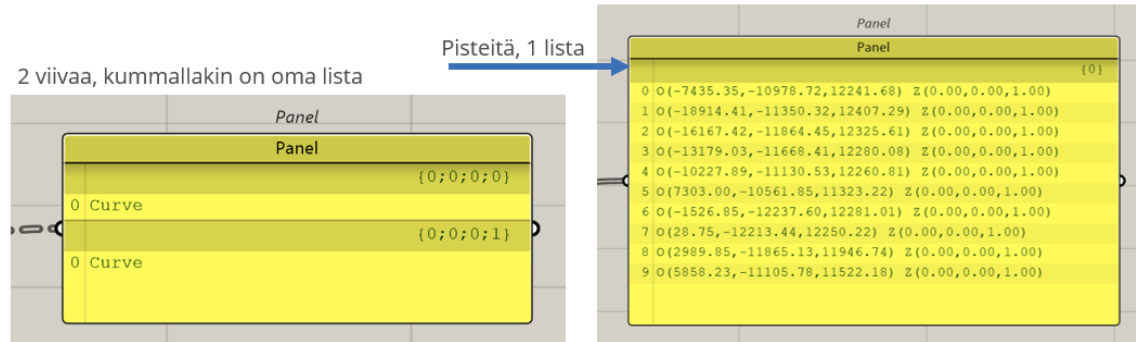 2 viivaa, kummallakin on oma lista
Panel
Panel
{0;0;0;0}
0 Curve
{0;0;0;1}
0 Curve
Pisteitä, 1 lista
Panel
Panel
{0}
0 O(-7435.35,-10978.72,12241.68) Z(0.00,0.00,1.00)
1 O(-18914.41,-11350.32,12407.29) Z(0.00,0.00,1.00)
2 O(-16167.42,-11864.45,12325.61) Z(0.00,0.00,1.00)
3 O(-13179.03,-11668.41,12280.08) Z(0.00,0.00,1.00)
4 O(-10227.89,-11130.53,12260.81) Z(0.00,0.00,1.00)
5 O(7303.00,-10561.85,11323.22) Z(0.00,0.00,1.00)
6 O(-1526.85,-12237.60,12281.01) Z(0.00,0.00,1.00)
7 O(28.75,-12213.44,12250.22) Z(0.00,0.00,1.00)
8 O(2989.85,-11865.13,11946.74) Z(0.00,0.00,1.00)
9 O(5858.23,-11105.78,11522.18) Z(0.00,0.00,1.00)